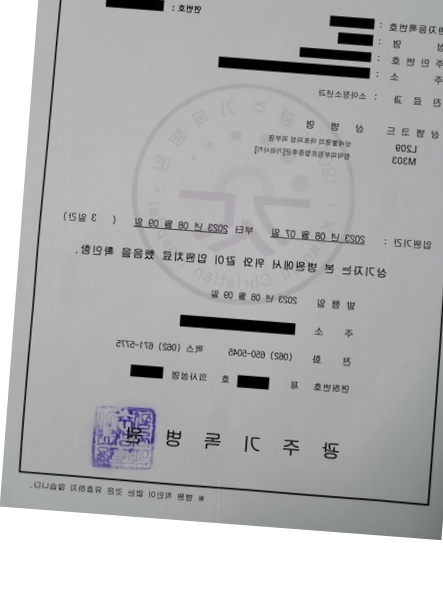 연번호 :
환자등록번호 :
성 명 :
주 민 번 호 :
주 소 :
진 료 과 : 소아청소년과
상 병 코 드 상 병 명
L209 상세불명의 아토피성 피부염
M303 점막피부림프절증후군[가와사키]
입원기간 : 2023 년 08 월 07 일 부터 2023 년 08 월 09 일 ( 3 일간)
상기자는 본 병원에서 위와 같이 입원치료 했음을 확인함.
발 행 일 2023 년 08 월 09 일
주 소
전 화 (062) 650-5045 팩스 (062) 671-5775
면허번호 제 호 의사성명
광 주 기 독 병 원
※ 병원 직인이 없는 것은 유효하지 않습니다.